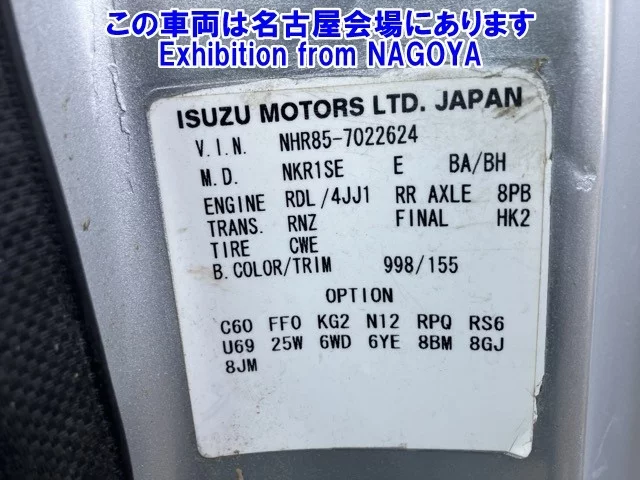 この車両は名古屋会場にあります
Exhibition from NAGOYA
ISUZU MOTORS LTD. JAPAN
V.I.N. NHR85-7022624
M.D. NKR1SE E BA/BH
ENGINE RDL/4JJ1 RR AXLE 8PB
TRANS. RNZ FINAL HK2
TIRE CWE
B.COLOR/TRIM 998/155
OPTION
C60 FF0 KG2 N12 RPQ RS6
U69 25W 6WD 6YE 8BM 8GJ
8JM